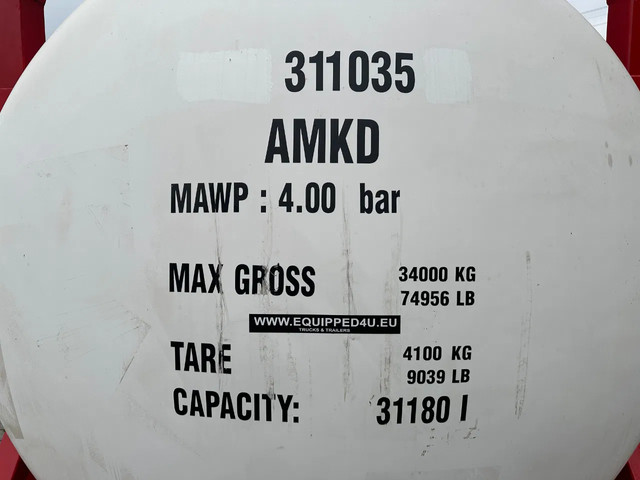 311035
AMKD
MAWP : 4.00 bar
MAX GROSS 34000 KG
74956 LB
WWW.EQUIPPED4U.EU
TRUCKS & TRAILERS
TARE 4100 KG
9039 LB
CAPACITY: 31180 l